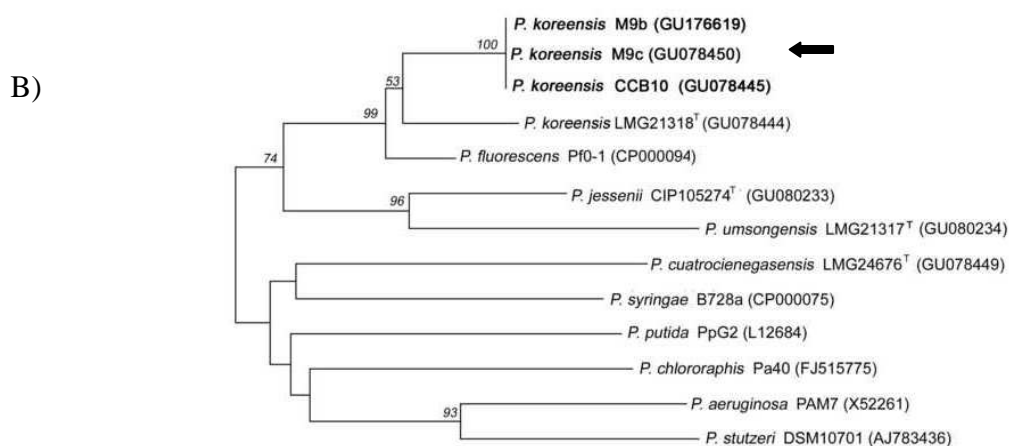 B)
P. koreensis M9b (GU176619)
100
P. koreensis M9c (GU078450)
53
P. koreensis CCB10 (GU078445)
99
P. koreensis LMG21318ᵀ (GU078444)
74
P. fluorescens Pf0-1 (CP000094)
96
P. jessenii CIP105274ᵀ (GU080233)
P. umsongensis LMG21317ᵀ (GU080234)
P. cuatrocienegasensis LMG24676ᵀ (GU078449)
P. syringae B728a (CP000075)
P. putida PpG2 (L12684)
P. chlororaphis Pa40 (FJ515775)
93
P. aeruginosa PAM7 (X52261)
P. stutzeri DSM10701 (AJ783436)